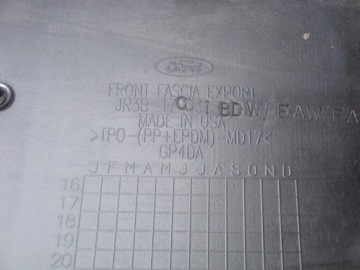 Ford
FRONT FASCIA EXPORT
MADE IN USA
>TPO-(PP+EPDM)-MD17<
GP4DA
J F M A M J J A S O N D
16
17
18
19
20